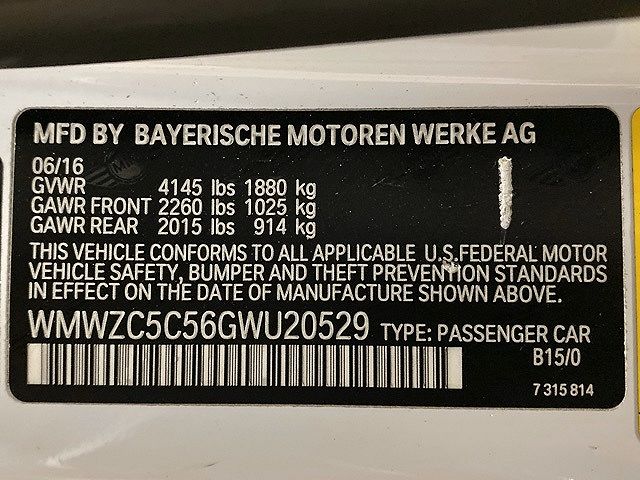 MFD BY BAYERISCHE MOTOREN WERKE AG
06/16
GVWR 4145 lbs 1880 kg
GAWR FRONT 2260 lbs 1025 kg
GAWR REAR 2015 lbs 914 kg
THIS VEHICLE CONFORMS TO ALL APPLICABLE U.S.FEDERAL MOTOR
VEHICLE SAFETY, BUMPER AND THEFT PREVENTION STANDARDS
IN EFFECT ON THE DATE OF MANUFACTURE SHOWN ABOVE.
WMWZC5C56GWU20529 TYPE: PASSENGER CAR
B15/0
7 315 814